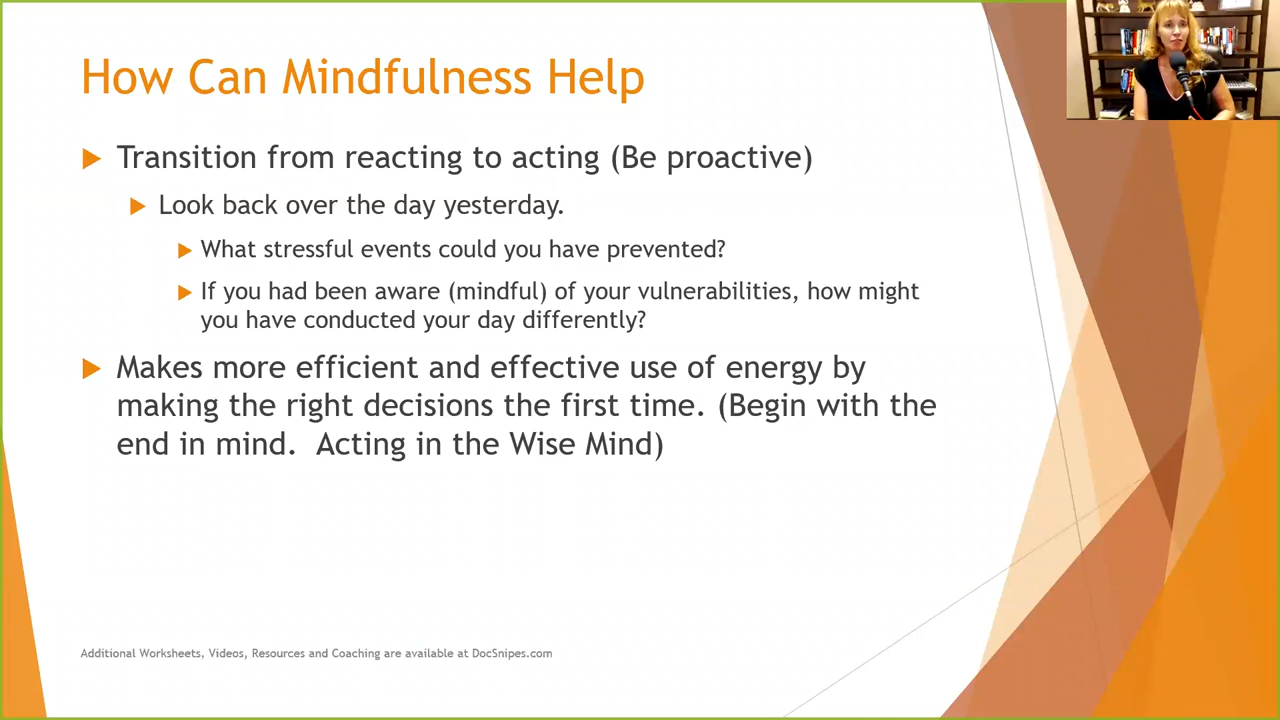 How Can Mindfulness Help
Transition from reacting to acting (Be proactive)
Look back over the day yesterday.
What stressful events could you have prevented?
If you had been aware (mindful) of your vulnerabilities, how might
you have conducted your day differently?
Makes more efficient and effective use of energy by
making the right decisions the first time. (Begin with the
end in mind.  Acting in the Wise Mind)
Additional Worksheets, Videos, Resources and Coaching are available at DocSnipes.com